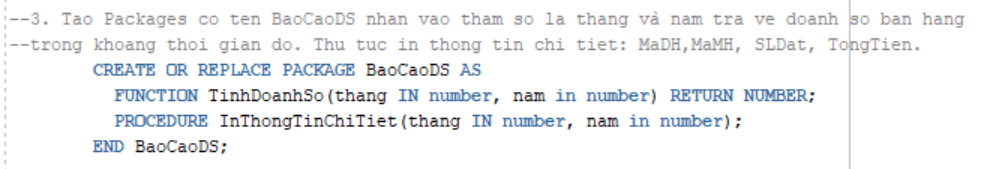 --3. Tao Packages co ten BaoCaoDS nhan vao tham so la thang và nam tra ve doanh so ban hang
--trong khoang thoi gian do. Thu tuc in thong tin chi tiet: MaDH,MaMH, SLDat, TongTien.
CREATE OR REPLACE PACKAGE BaoCaoDS AS
FUNCTION TinhDoanhSo(thang IN number, nam in number) RETURN NUMBER;
PROCEDURE InThongTinChiTiet(thang IN number, nam in number);
END BaoCaoDS;